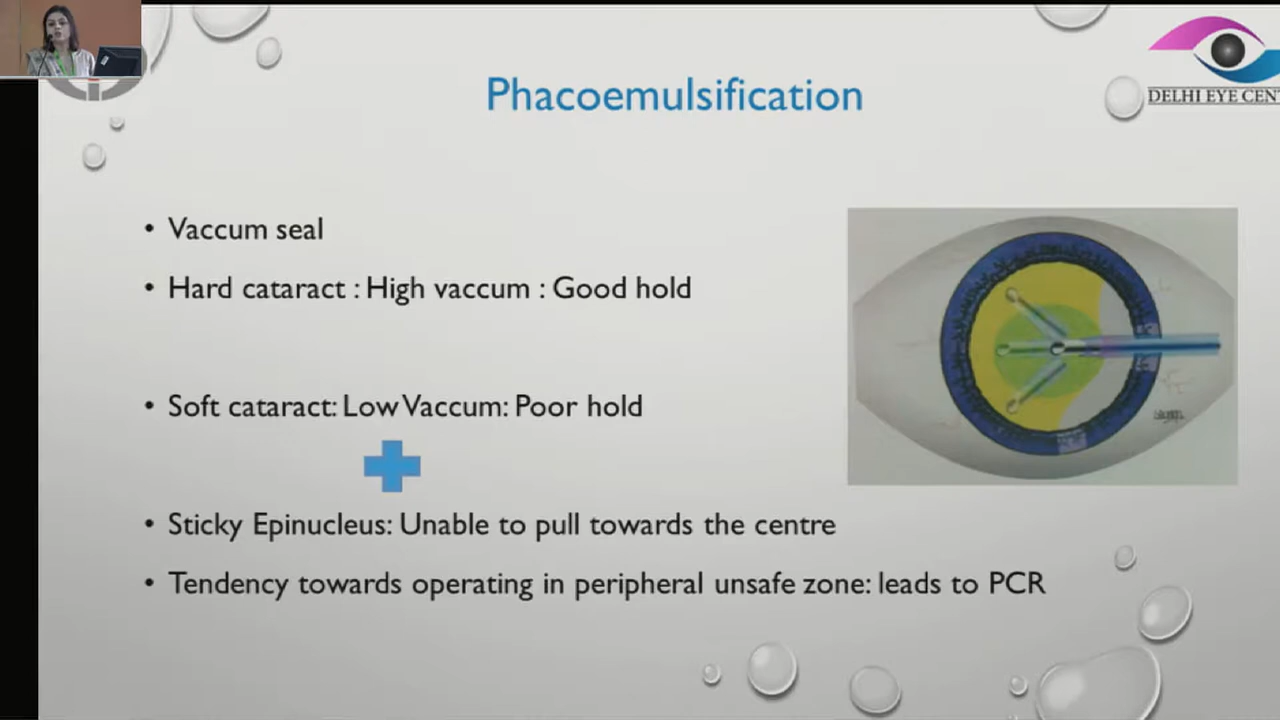 DELHI EYE CENT
Phacoemulsification
• Vaccum seal
• Hard cataract : High vaccum : Good hold
• Soft cataract: Low Vaccum: Poor hold
• Sticky Epinucleus: Unable to pull towards the centre
• Tendency towards operating in peripheral unsafe zone: leads to PCR